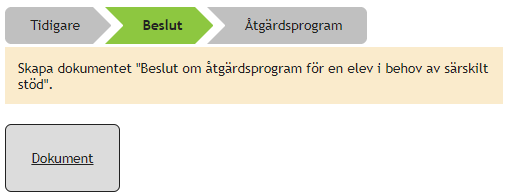 Tidigare Beslut Åtgärdsprogram
Skapa dokumentet "Beslut om åtgärdsprogram för en elev i behov av särskilt
stöd".
Dokument